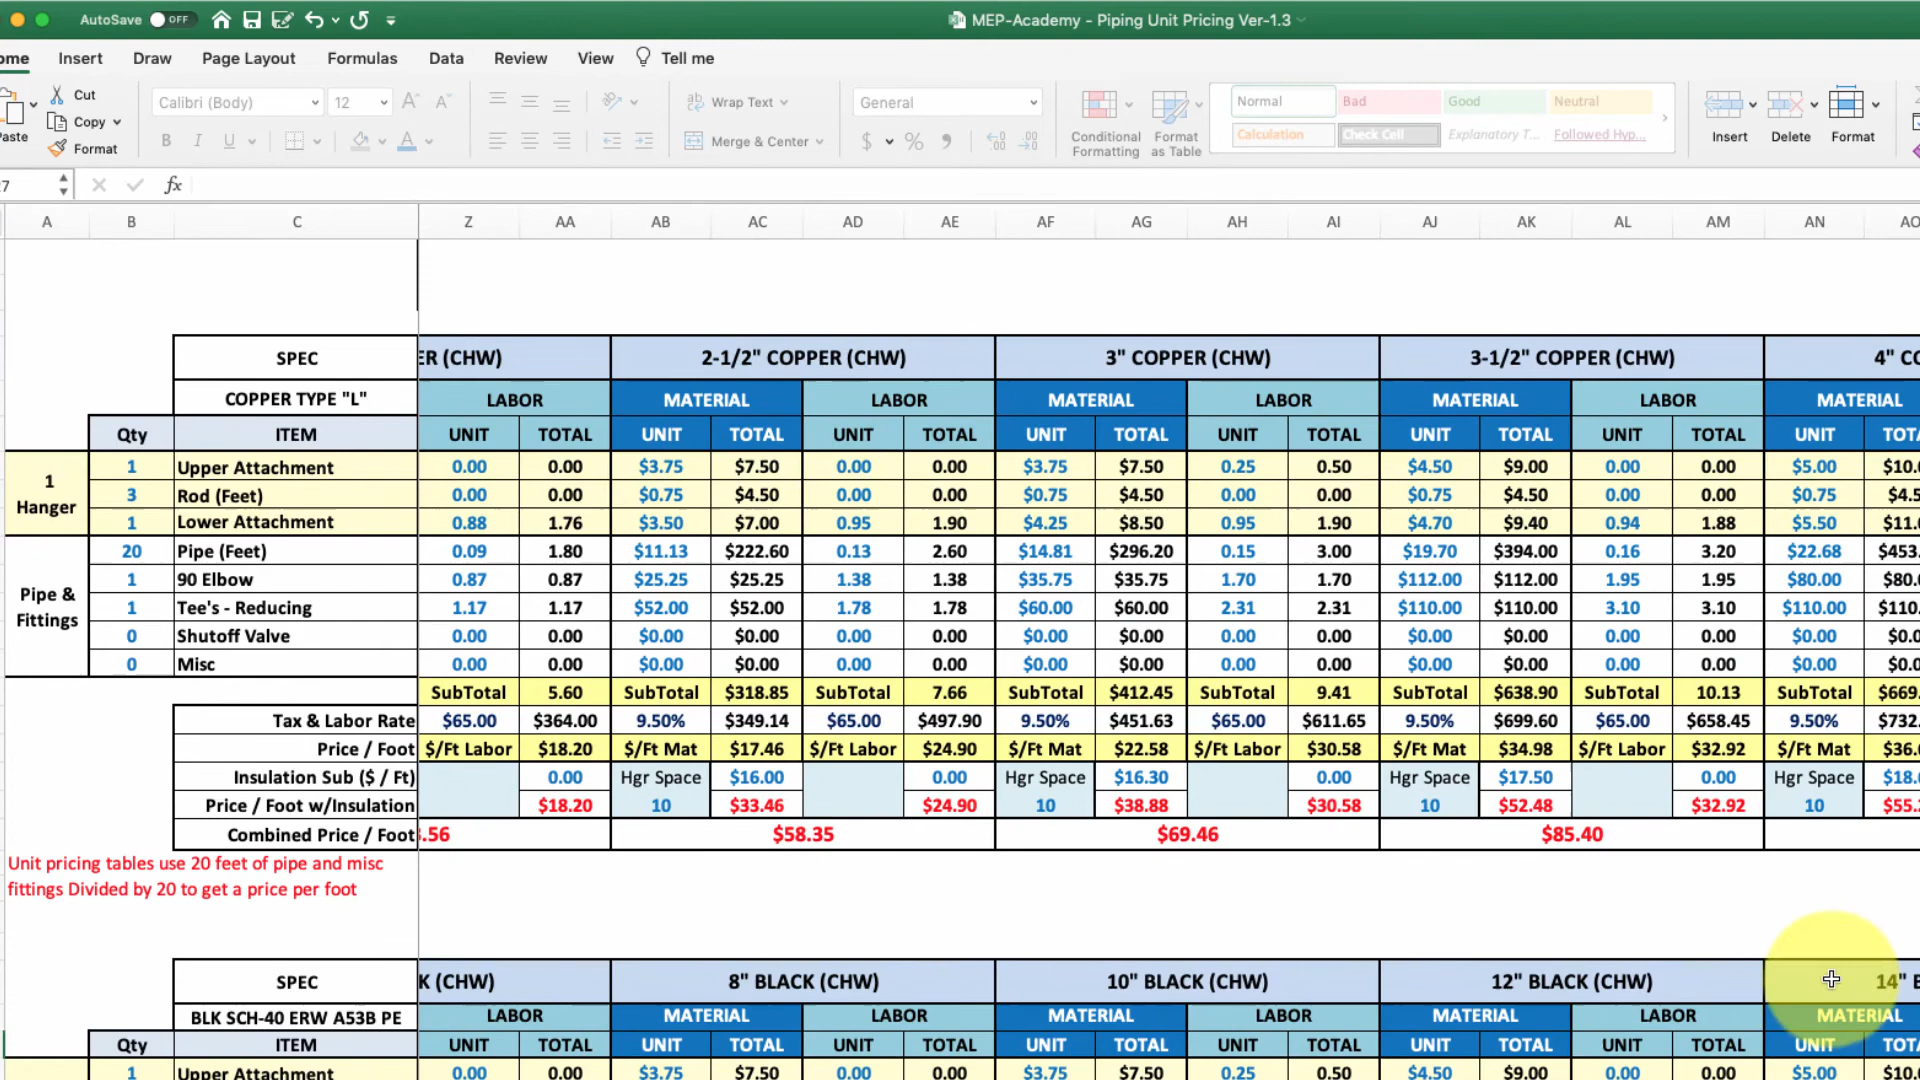 AutoSave OFF MEP-Academy - Piping Unit Pricing Ver-1.3
ome Insert Draw Page Layout Formulas Data Review View Tell me
Cut Calibri (Body) 12 A A ab Wrap Text General Normal Bad Good Neutral
Paste Copy B I U A Merge & Center $ % Conditional Formatting Format as Table Calculation Check Cell Explanatory T... Followed Hyp... Insert Delete Format
Format
27 fx
A B C Z AA AB AC AD AE AF AG AH AI AJ AK AL AM AN AO
SPEC ER (CHW) 2-1/2" COPPER (CHW) 3" COPPER (CHW) 3-1/2" COPPER (CHW) 4" CO
COPPER TYPE "L" LABOR MATERIAL LABOR MATERIAL LABOR MATERIAL LABOR MATERIAL
Qty ITEM UNIT TOTAL UNIT TOTAL UNIT TOTAL UNIT TOTAL UNIT TOTAL UNIT TOTAL UNIT TOTAL UNIT TOT
1 Upper Attachment 0.00 0.00 $3.75 $7.50 0.00 0.00 $3.75 $7.50 0.25 0.50 $4.50 $9.00 0.00 0.00 $5.00 $10.
1 Hanger
3 Rod (Feet) 0.00 0.00 $0.75 $4.50 0.00 0.00 $0.75 $4.50 0.00 0.00 $0.75 $4.50 0.00 0.00 $0.75 $4.5
1 Lower Attachment 0.88 1.76 $3.50 $7.00 0.95 1.90 $4.25 $8.50 0.95 1.90 $4.70 $9.40 0.94 1.88 $5.50 $11.
20 Pipe (Feet) 0.09 1.80 $11.13 $222.60 0.13 2.60 $14.81 $296.20 0.15 3.00 $19.70 $394.00 0.16 3.20 $22.68 $453.
1 90 Elbow 0.87 0.87 $25.25 $25.25 1.38 1.38 $35.75 $35.75 1.70 1.70 $112.00 $112.00 1.95 1.95 $80.00 $80.
Pipe & Fittings
1 Tee's - Reducing 1.17 1.17 $52.00 $52.00 1.78 1.78 $60.00 $60.00 2.31 2.31 $110.00 $110.00 3.10 3.10 $110.00 $110.
0 Shutoff Valve 0.00 0.00 $0.00 $0.00 0.00 0.00 $0.00 $0.00 0.00 0.00 $0.00 $0.00 0.00 0.00 $0.00 $0.
0 Misc 0.00 0.00 $0.00 $0.00 0.00 0.00 $0.00 $0.00 0.00 0.00 $0.00 $0.00 0.00 0.00 $0.00 $0.
SubTotal 5.60 SubTotal $318.85 SubTotal 7.66 SubTotal $412.45 SubTotal 9.41 SubTotal $638.90 SubTotal 10.13 SubTotal $669.
Tax & Labor Rate $65.00 $364.00 9.50% $349.14 $65.00 $497.90 9.50% $451.63 $65.00 $611.65 9.50% $699.60 $65.00 $658.45 9.50% $732.
Price / Foot $/Ft Labor $18.20 $/Ft Mat $17.46 $/Ft Labor $24.90 $/Ft Mat $22.58 $/Ft Labor $30.58 $/Ft Mat $34.98 $/Ft Labor $32.92 $/Ft Mat $36.
Insulation Sub ($ / Ft) 0.00 Hgr Space $16.00 0.00 Hgr Space $16.30 0.00 Hgr Space $17.50 0.00 Hgr Space $18.
Price / Foot w/Insulation $18.20 10 $33.46 $24.90 10 $38.88 $30.58 10 $52.48 $32.92 10 $55.
Combined Price / Foot .56 $58.35 $69.46 $85.40
Unit pricing tables use 20 feet of pipe and misc
fittings Divided by 20 to get a price per foot
SPEC K (CHW) 8" BLACK (CHW) 10" BLACK (CHW) 12" BLACK (CHW) 14" B
BLK SCH-40 ERW A53B PE LABOR MATERIAL LABOR MATERIAL LABOR MATERIAL LABOR MATERIAL
Qty ITEM UNIT TOTAL UNIT TOTAL UNIT TOTAL UNIT TOTAL UNIT TOTAL UNIT TOTAL UNIT TOTAL UNIT TOT
1 Upper Attachment 0.00 0.00 $3.75 $7.50 0.00 0.00 $3.75 $7.50 0.25 0.50 $4.50 $9.00 0.00 0.00 $5.00 $10.